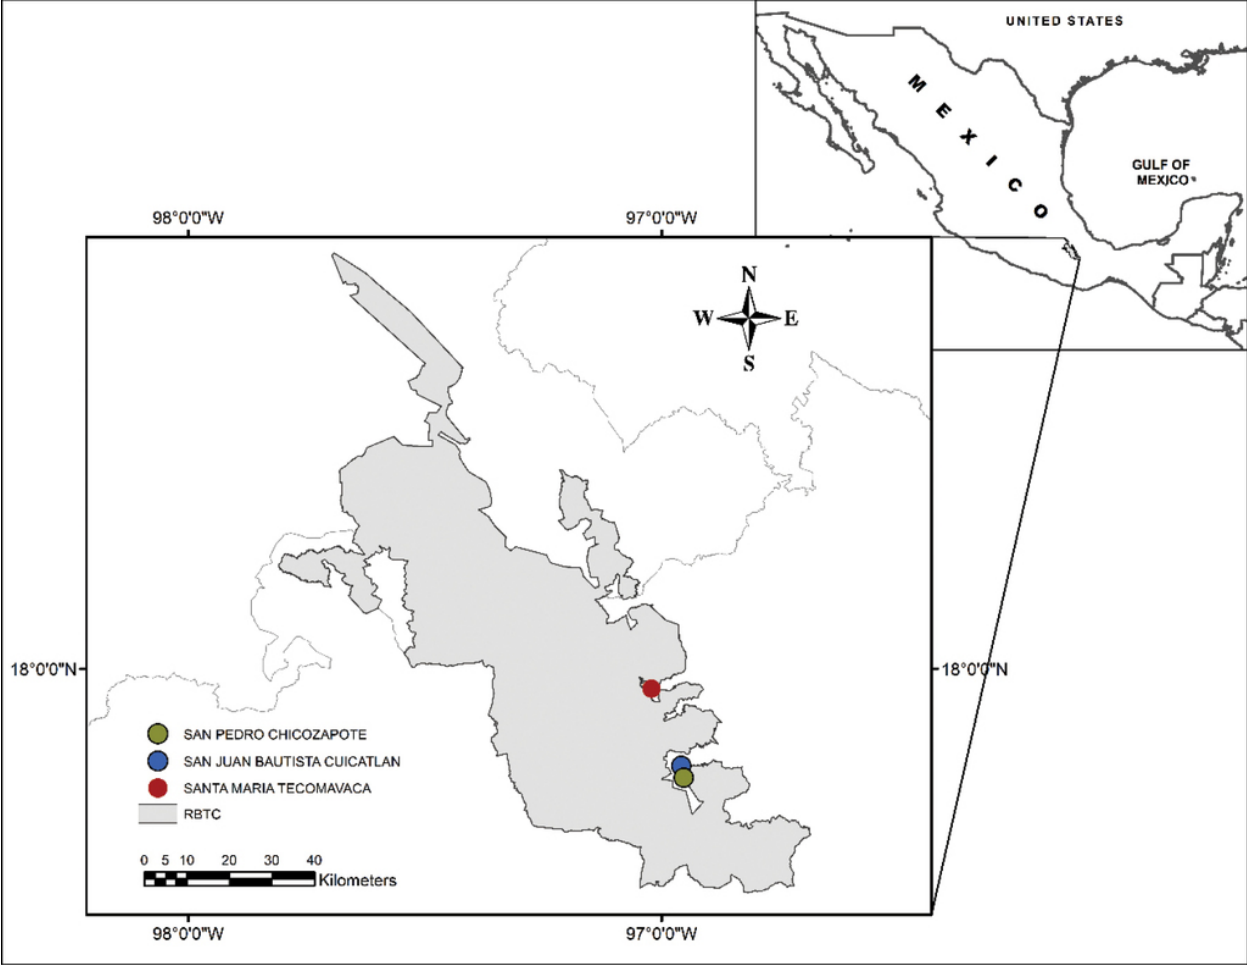 UNITED STATES
MEXICO
GULF OF
MEXICO
98°0'0"W
97°0'0"W
N
W
E
S
18°0'0"N
18°0'0"N
SAN PEDRO CHICOZAPOTE
SAN JUAN BAUTISTA CUICATLAN
SANTA MARIA TECOMAVACA
RBTC
0 5 10 20 30 40
Kilometers
98°0'0"W
97°0'0"W